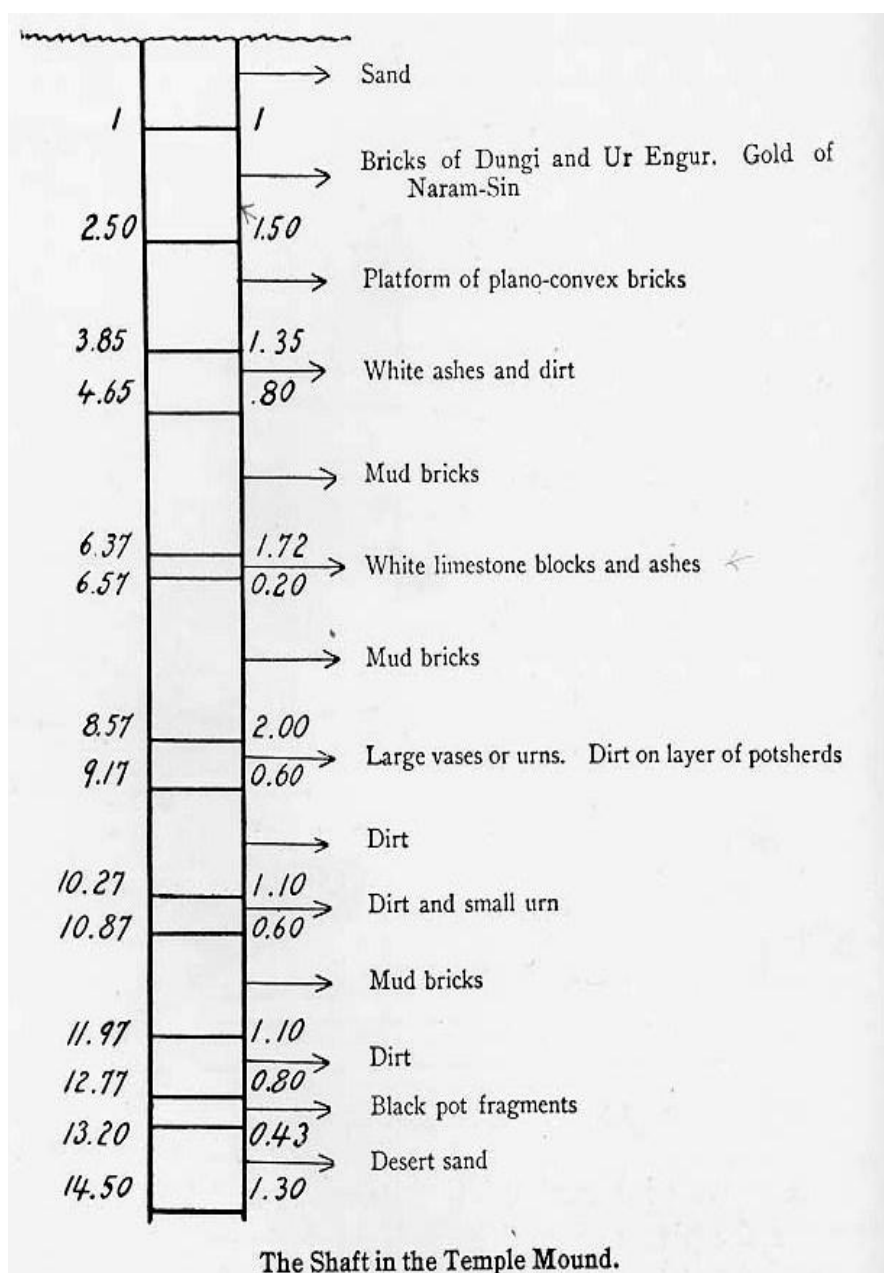 Sand
1 1
Bricks of Dungi and Ur Engur. Gold of
Naram-Sin
2.50 1.50
Platform of plano-convex bricks
3.85 1.35
White ashes and dirt
4.65 .80
Mud bricks
6.37 1.72
White limestone blocks and ashes
6.57 0.20
Mud bricks
8.57 2.00
Large vases or urns. Dirt on layer of potsherds
9.17 0.60
Dirt
10.27 1.10
Dirt and small urn
10.87 0.60
Mud bricks
11.97 1.10
Dirt
12.77 0.80
Black pot fragments
13.20 0.43
Desert sand
14.50 1.30
The Shaft in the Temple Mound.